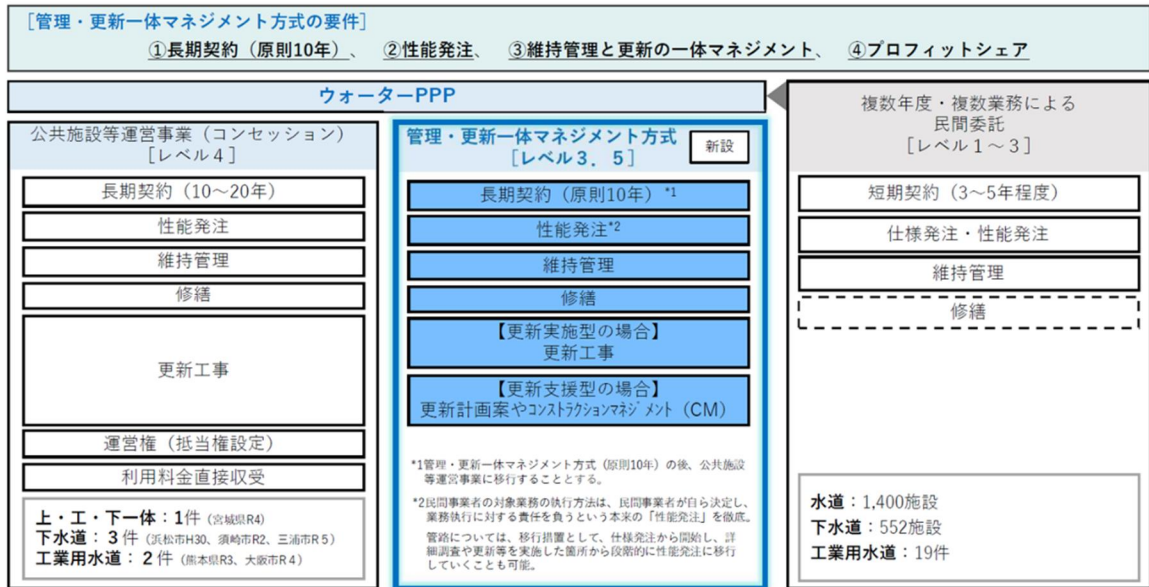 [管理・更新一体マネジメント方式の要件]
①長期契約（原則10年）、 ②性能発注、 ③維持管理と更新の一体マネジメント、 ④プロフィットシェア
ウォーターPPP
公共施設等運営事業（コンセッション）
[レベル４]
長期契約（10～20年）
性能発注
維持管理
修繕
更新工事
運営権（抵当権設定）
利用料金直接収受
上・工・下一体：1件（宮城県R4）
下水道：３件（浜松市H30、須崎市R2、三浦市R５）
工業用水道：２件（熊本県R3、大阪市R４）
管理・更新一体マネジメント方式
[レベル３．５]
新設
長期契約（原則10年）*1
性能発注*2
維持管理
修繕
【更新実施型の場合】
更新工事
【更新支援型の場合】
更新計画案やｺﾝｽﾄﾗｸｼｮﾝﾏﾈｼﾞﾒﾝﾄ（CM）
*1管理・更新一体マネジメント方式（原則10年）の後、公共施設
等運営事業に移行することとする。
*2民間事業者の対象業務の執行方法は、民間事業者が自ら決定し、
業務執行に対する責任を負うという本来の「性能発注」を徹底。
管路については、移行措置として、仕様発注から開始し、詳
細調査や更新等を実施した箇所から段階的に性能発注に移行
していくことも可能。
複数年度・複数業務による
民間委託
[レベル１～３]
短期契約（3～5年程度）
仕様発注・性能発注
維持管理
修繕
水道：1,400施設
下水道：552施設
工業用水道：19件